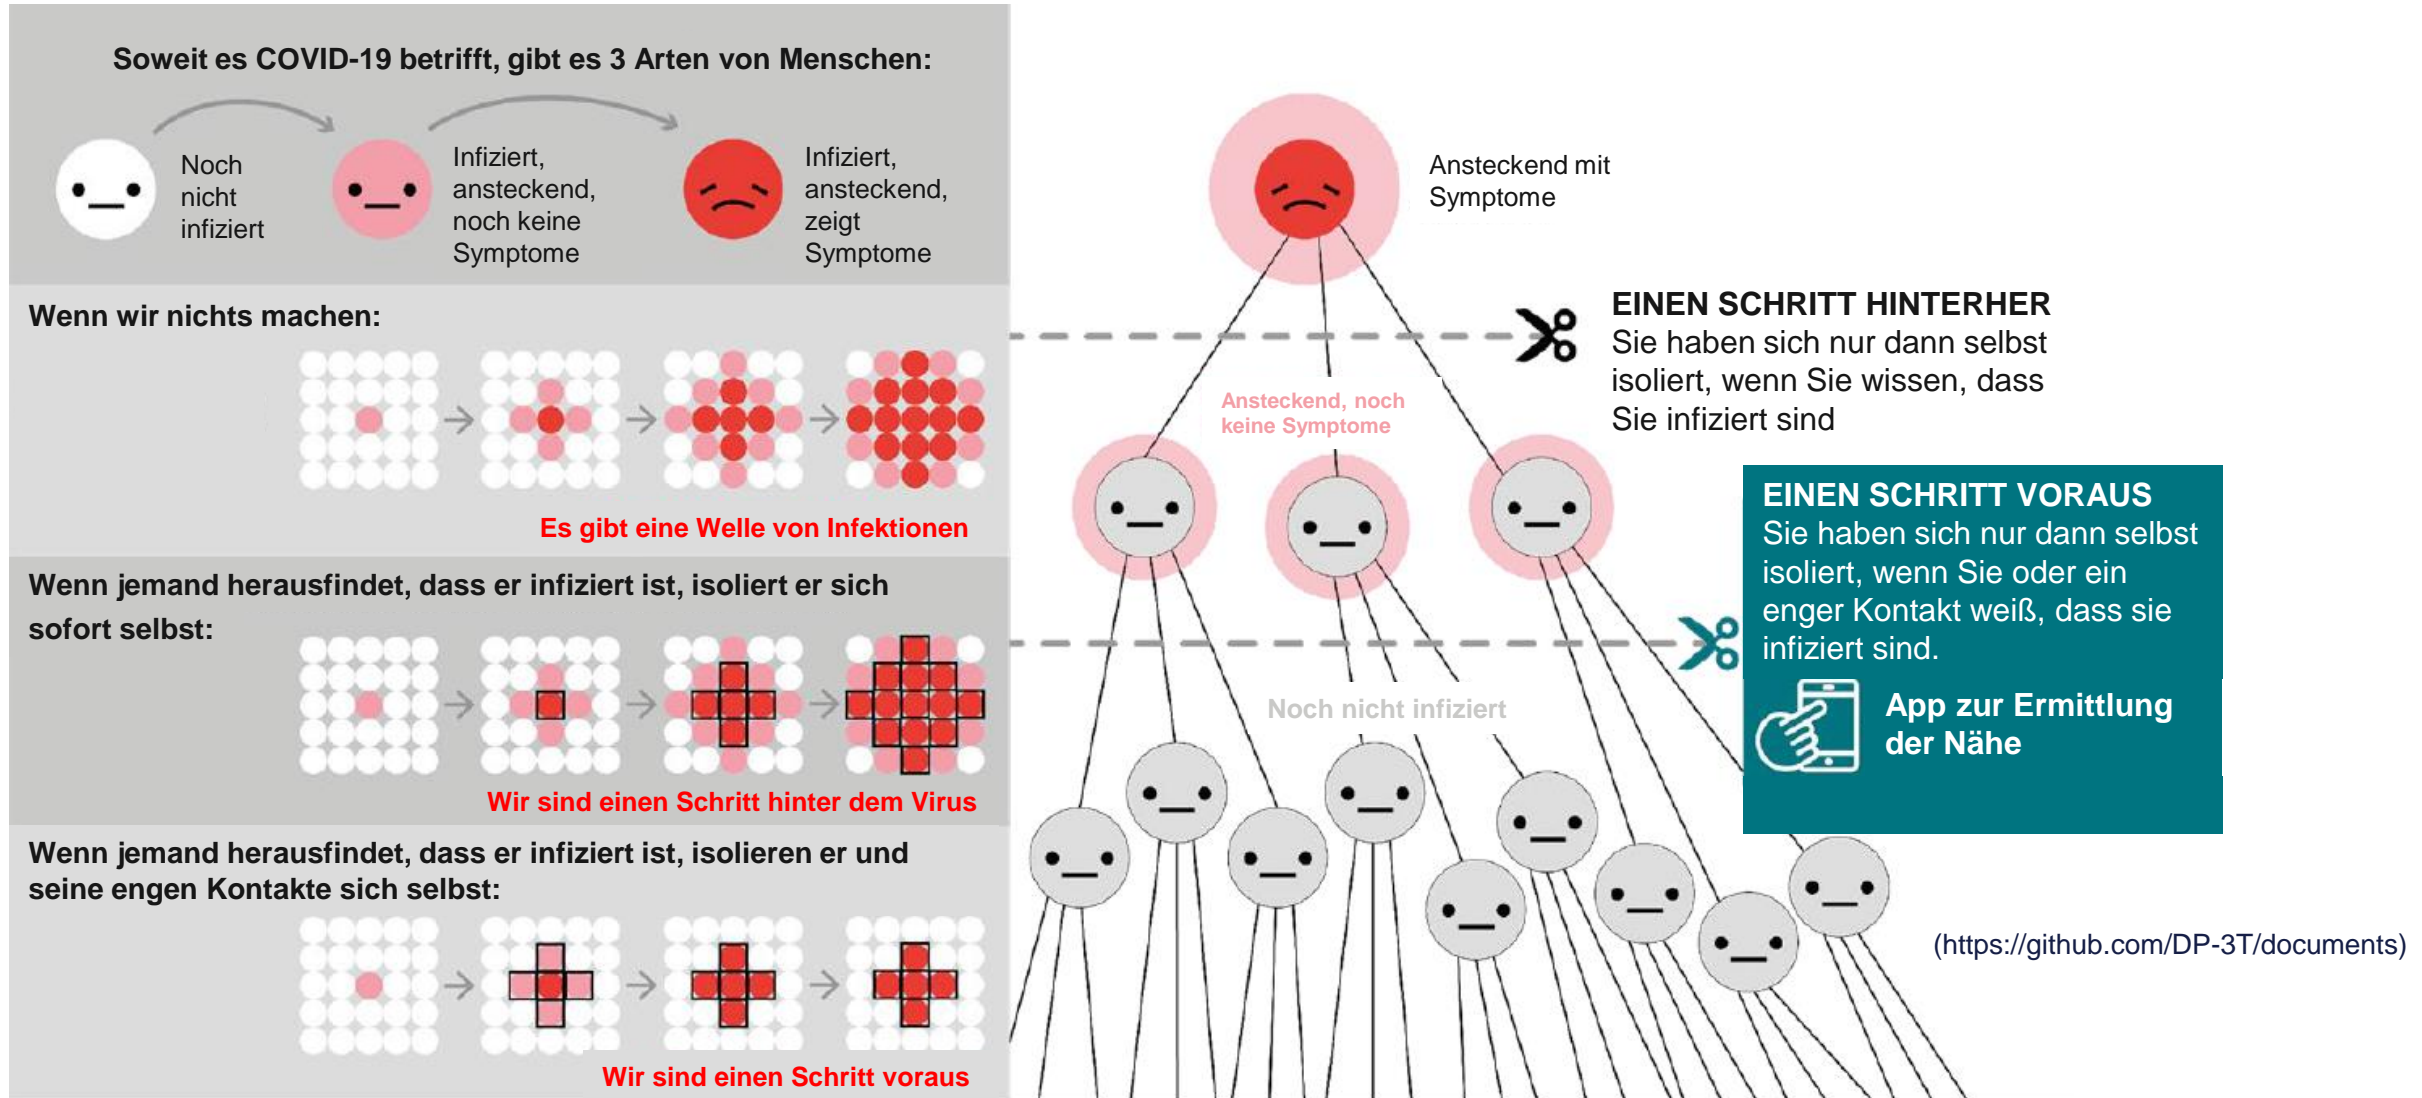 Soweit es COVID-19 betrifft, gibt es 3 Arten von Menschen:
Noch
nicht
infiziert
Infiziert,
ansteckend,
noch keine
Symptome
Infiziert,
ansteckend,
zeigt
Symptome
Wenn wir nichts machen:
Es gibt eine Welle von Infektionen
Wenn jemand herausfindet, dass er infiziert ist, isoliert er sich
sofort selbst:
Wir sind einen Schritt hinter dem Virus
Wenn jemand herausfindet, dass er infiziert ist, isolieren er und
seine engen Kontakte sich selbst:
Wir sind einen Schritt voraus
Ansteckend mit
Symptome
EINEN SCHRITT HINTERHER
Sie haben sich nur dann selbst
isoliert, wenn Sie wissen, dass
Sie infiziert sind
Ansteckend, noch
keine Symptome
EINEN SCHRITT VORAUS
Sie haben sich nur dann selbst
isoliert, wenn Sie oder ein
enger Kontakt weiß, dass sie
infiziert sind.
App zur Ermittlung
der Nähe
Noch nicht infiziert
(https://github.com/DP-3T/documents)